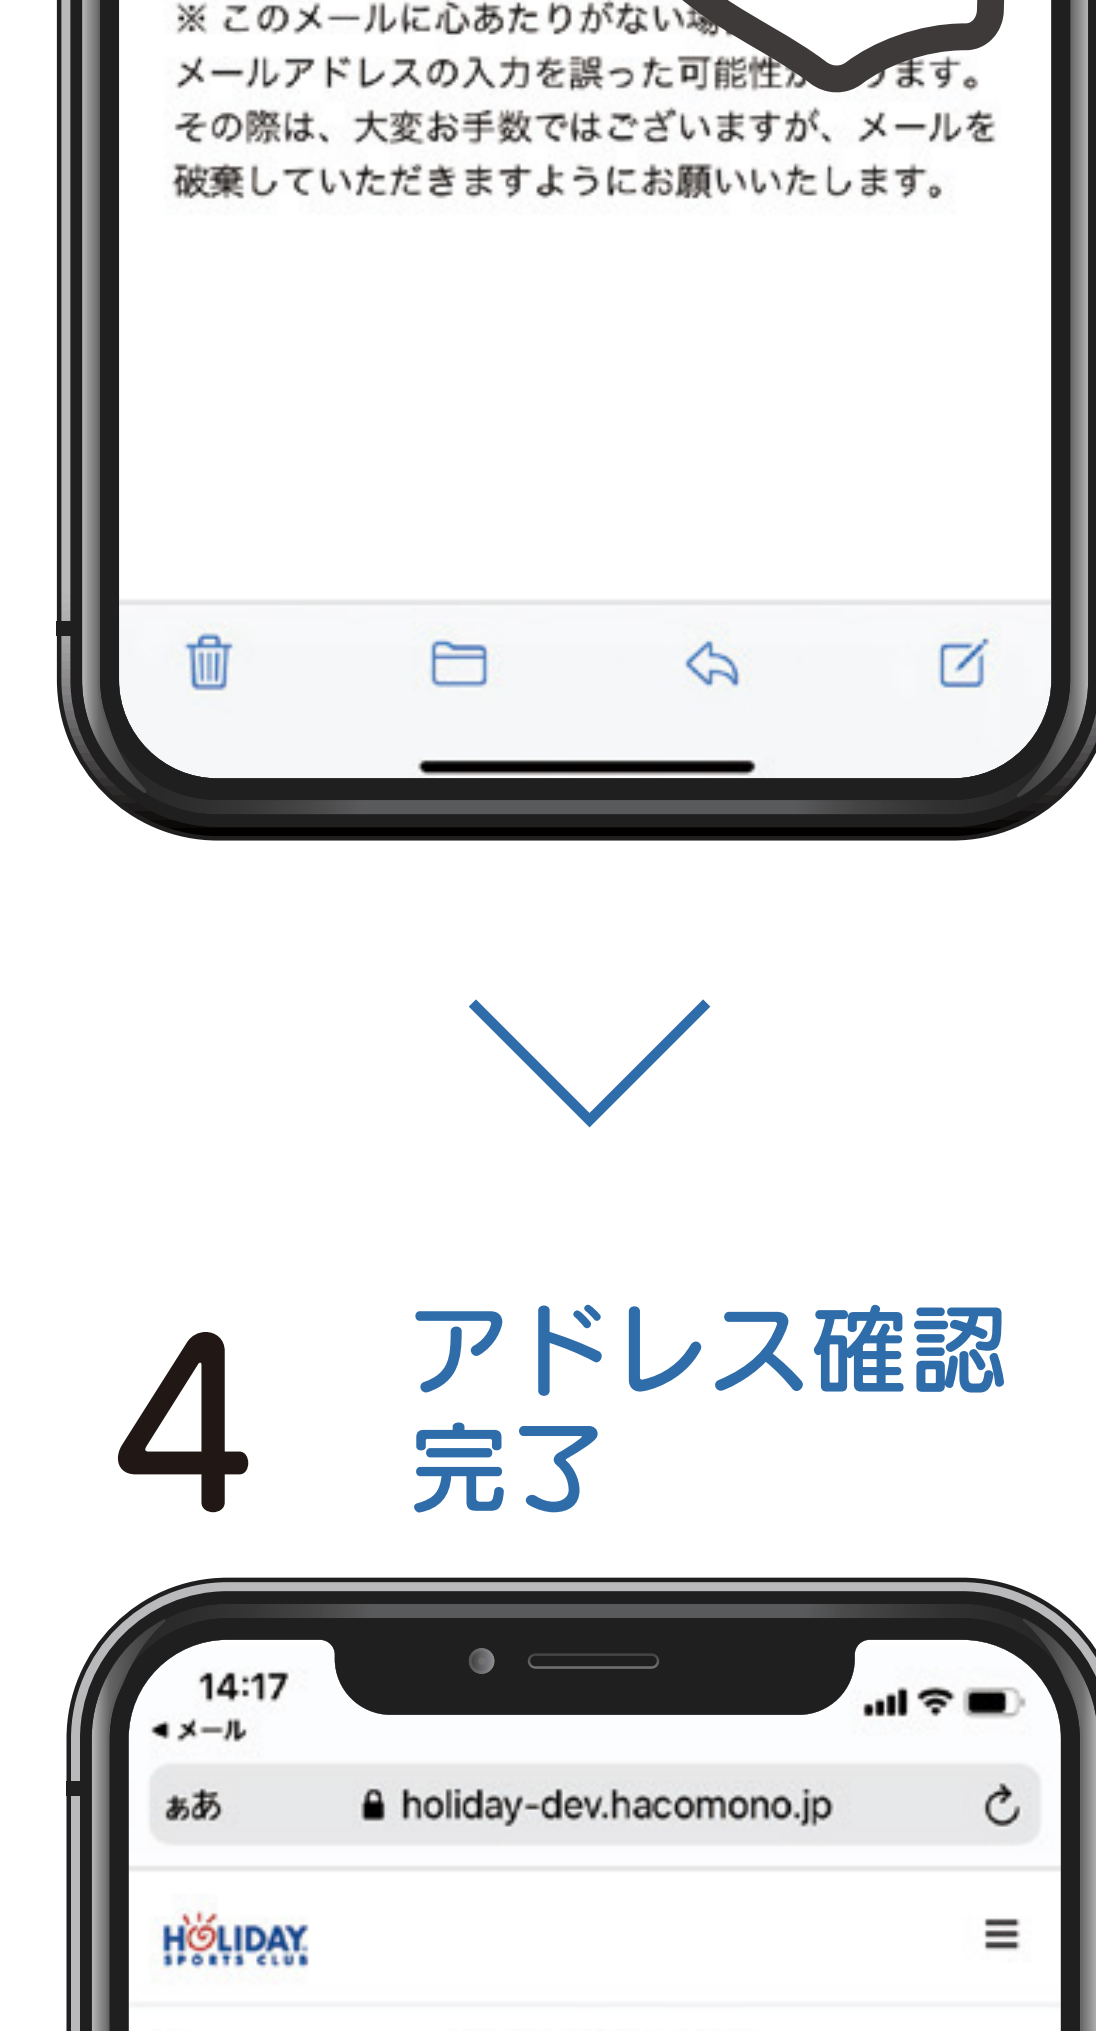 ※ このメールに心あたりがない場
メールアドレスの入力を誤った可能性が ります。
その際は、大変お手数ではございますが、メールを
破棄していただきますようにお願いいたします。
4
アドレス確認
完了
14:17
◀ メール
ぁあ holiday-dev.hacomono.jp
HOLIDAY
SPORTS CLUB